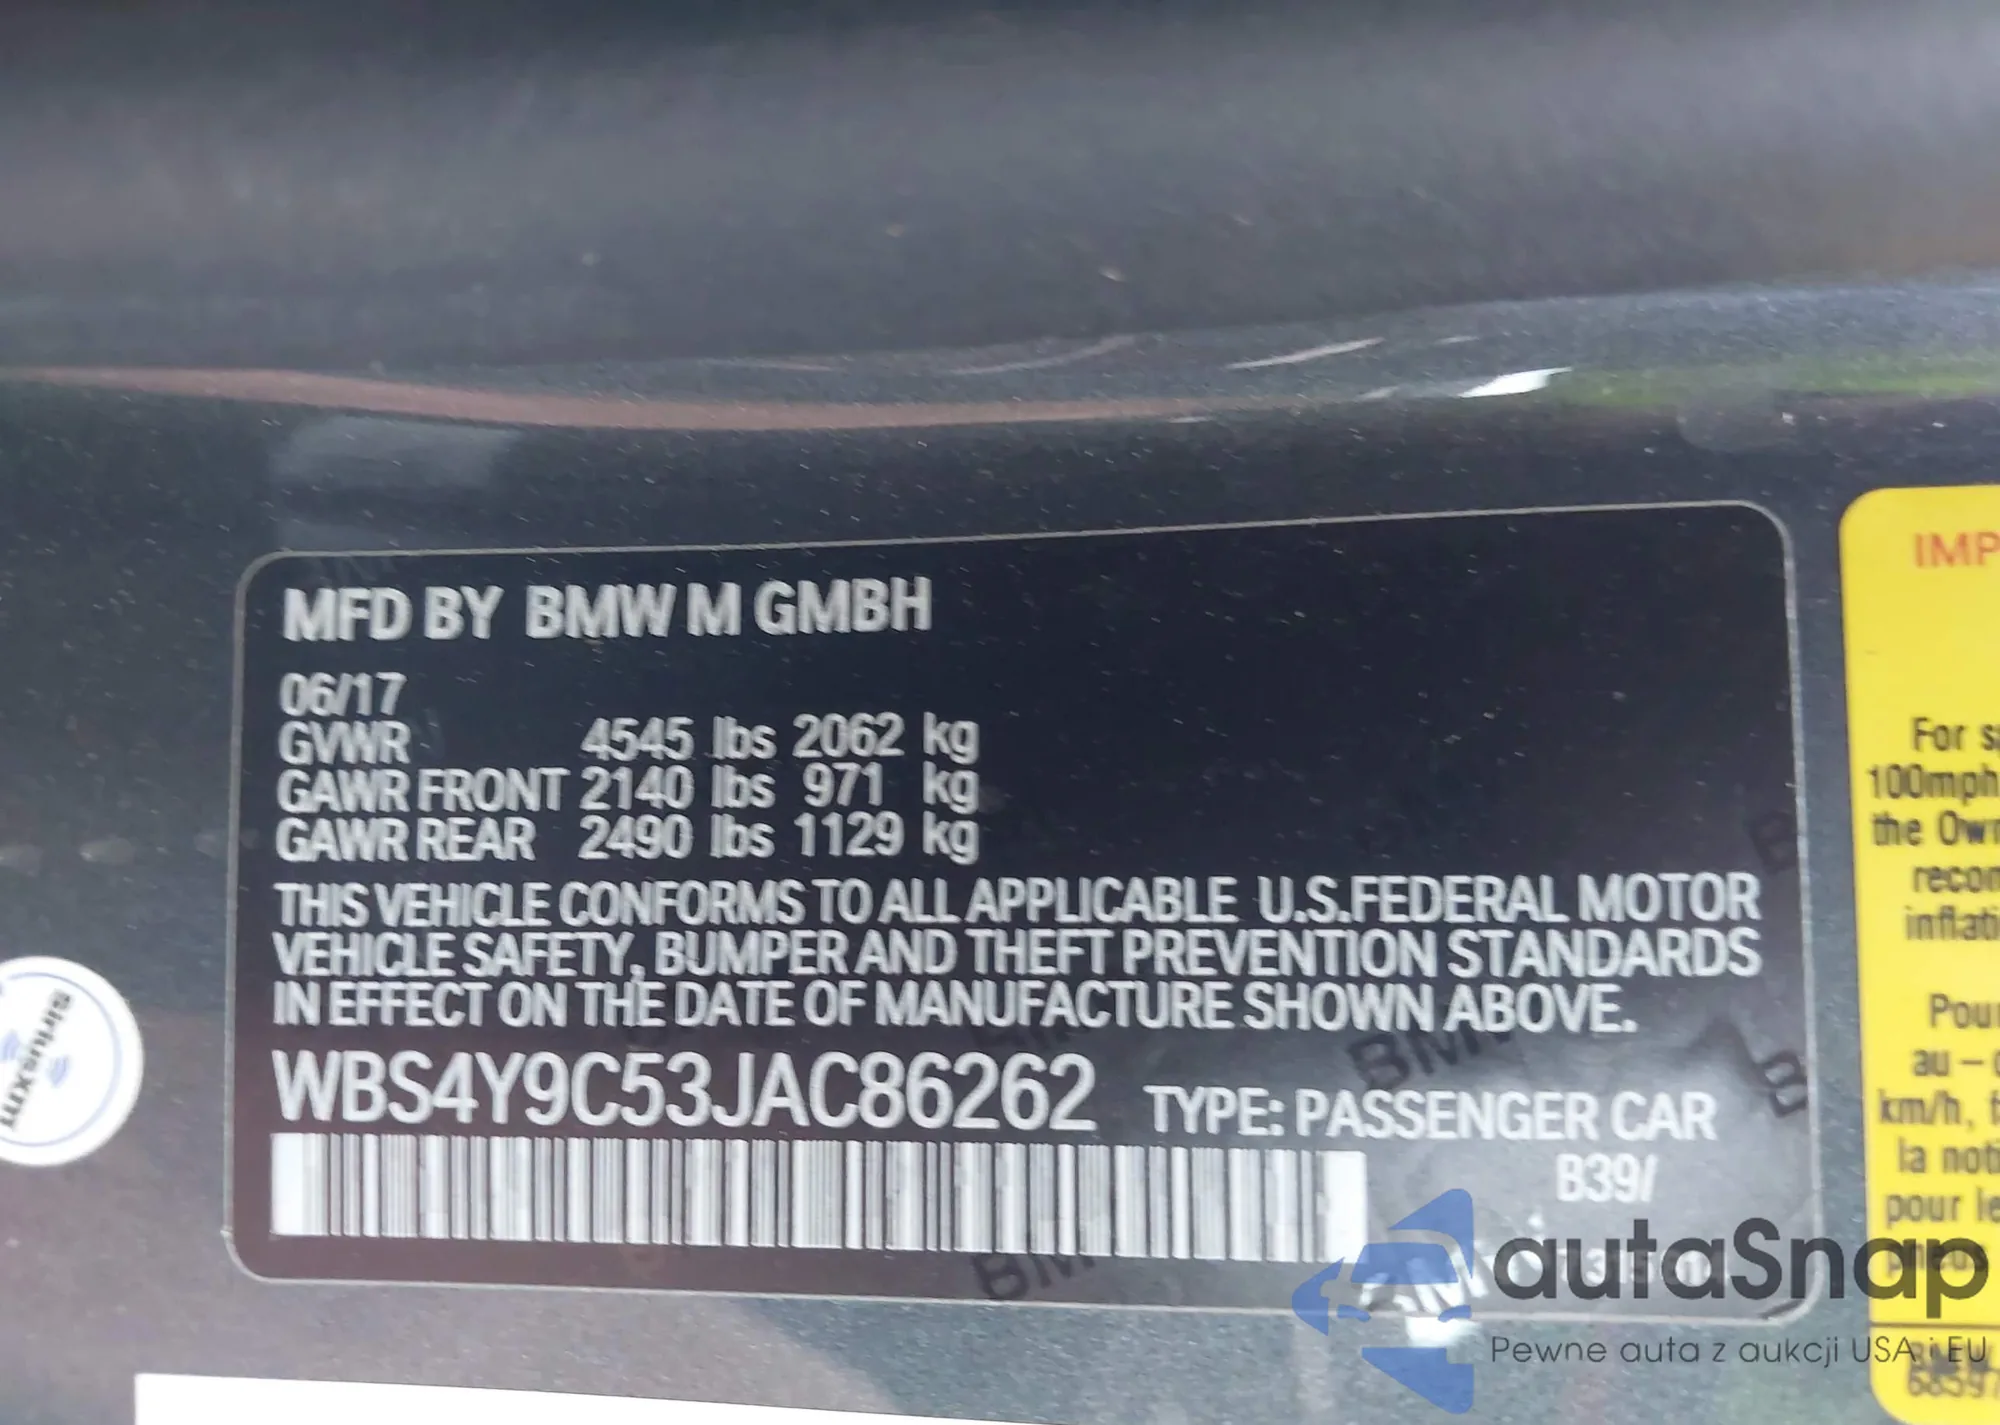 MFD BY BMW M GMBH
06/17
GVWR 4545 lbs 2062 kg
GAWR FRONT 2140 lbs 971 kg
GAWR REAR 2490 lbs 1129 kg
THIS VEHICLE CONFORMS TO ALL APPLICABLE U.S.FEDERAL MOTOR
VEHICLE SAFETY, BUMPER AND THEFT PREVENTION STANDARDS
IN EFFECT ON THE DATE OF MANUFACTURE SHOWN ABOVE.
WBS4Y9C53JAC86262 TYPE: PASSENGER CAR
B39/
siriusxm
IMP
For
100mph
the Own
recon
inflati
Pour
au –
km/h,
la noti
pour le
pneus
autaSnap
Pewne auta z aukcji USA i EU